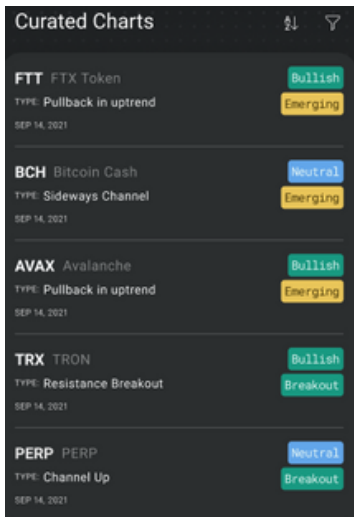 Curated Charts
FTT FTX Token Bullish
TYPE: Pullback in uptrend Emerging
SEP 14, 2021
BCH Bitcoin Cash Neutral
TYPE: Sideways Channel Emerging
SEP 14, 2021
AVAX Avalanche Bullish
TYPE: Pullback in uptrend Emerging
SEP 14, 2021
TRX TRON Bullish
TYPE: Resistance Breakout Breakout
SEP 14, 2021
PERP PERP Neutral
TYPE: Channel Up Breakout
SEP 14, 2021